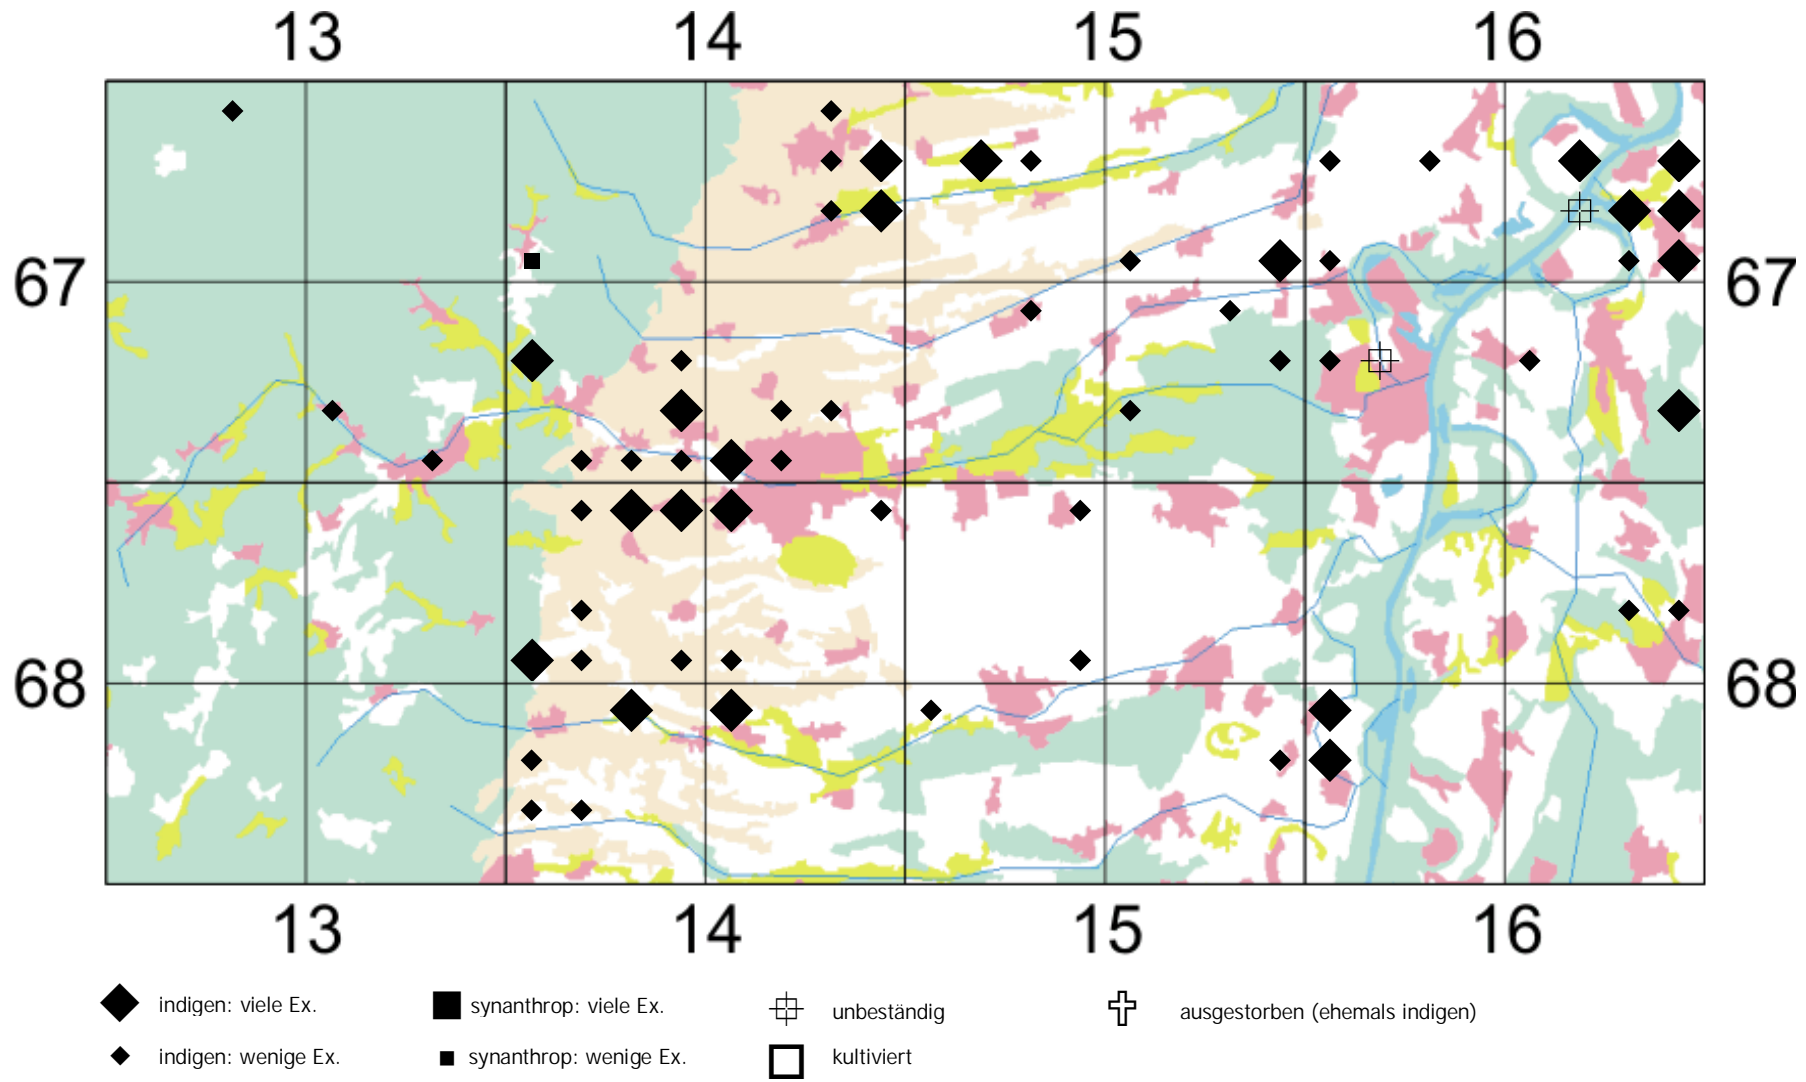 13 14 15 16
67 67
68 68
13 14 15 16
indigen: viele Ex. synanthrop: viele Ex. unbeständig ausgestorben (ehemals indigen)
indigen: wenige Ex. synanthrop: wenige Ex. kultiviert